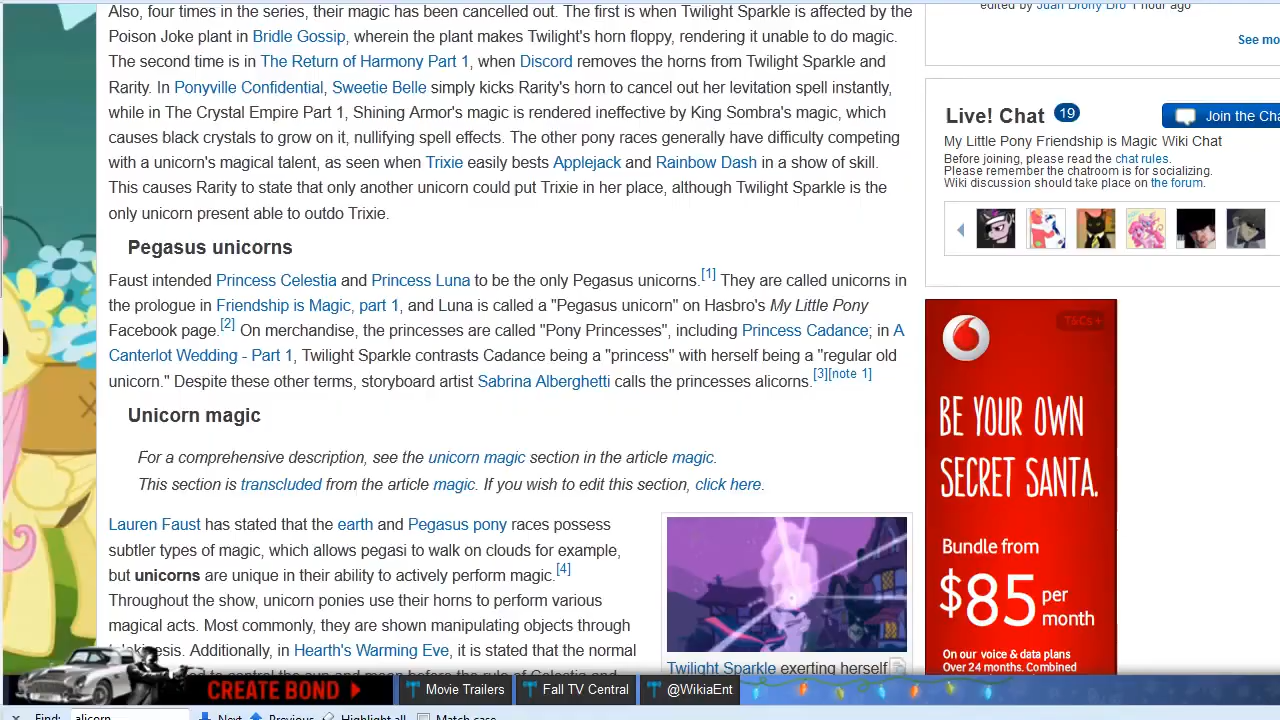 Also, four times in the series, their magic has been cancelled out. The first is when Twilight Sparkle is affected by the
Poison Joke plant in Bridle Gossip, wherein the plant makes Twilight's horn floppy, rendering it unable to do magic.
The second time is in The Return of Harmony Part 1, when Discord removes the horns from Twilight Sparkle and
Rarity. In Ponyville Confidential, Sweetie Belle simply kicks Rarity's horn to cancel out her levitation spell instantly,
while in The Crystal Empire Part 1, Shining Armor's magic is rendered ineffective by King Sombra's magic, which
causes black crystals to grow on it, nullifying spell effects. The other pony races generally have difficulty competing
with a unicorn's magical talent, as seen when Trixie easily bests Applejack and Rainbow Dash in a show of skill.
This causes Rarity to state that only another unicorn could put Trixie in her place, although Twilight Sparkle is the
only unicorn present able to outdo Trixie.
Pegasus unicorns
Faust intended Princess Celestia and Princess Luna to be the only Pegasus unicorns.[1] They are called unicorns in
the prologue in Friendship is Magic, part 1, and Luna is called a "Pegasus unicorn" on Hasbro's My Little Pony
Facebook page.[2] On merchandise, the princesses are called "Pony Princesses", including Princess Cadance; in A
Canterlot Wedding - Part 1, Twilight Sparkle contrasts Cadance being a "princess" with herself being a "regular old
unicorn." Despite these other terms, storyboard artist Sabrina Alberghetti calls the princesses alicorns.[3][note 1]
Unicorn magic
For a comprehensive description, see the unicorn magic section in the article magic.
This section is transcluded from the article magic. If you wish to edit this section, click here.
Lauren Faust has stated that the earth and Pegasus pony races possess
subtler types of magic, which allows pegasi to walk on clouds for example,
but unicorns are unique in their ability to actively perform magic.[4]
Throughout the show, unicorn ponies use their horns to perform various
magical acts. Most commonly, they are shown manipulating objects through
Additionally, in Hearth's Warming Eve, it is stated that the normal
Twilight Sparkle exerting herself
edited by Juan Brony Bro 1 hour ago
See mo
Live! Chat 19
Join the Cha
My Little Pony Friendship is Magic Wiki Chat
Before joining, please read the chat rules.
Please remember the chatroom is for socializing.
Wiki discussion should take place on the forum.
T&Cs +
BE YOUR OWN
SECRET SANTA.
Bundle from
$85 per
month
On our voice & data plans
Over 24 months. Combined
CREATE BOND
Movie Trailers
Fall TV Central
@WikiaEnt
Find: alicorn Next Previous Highlight all Match case